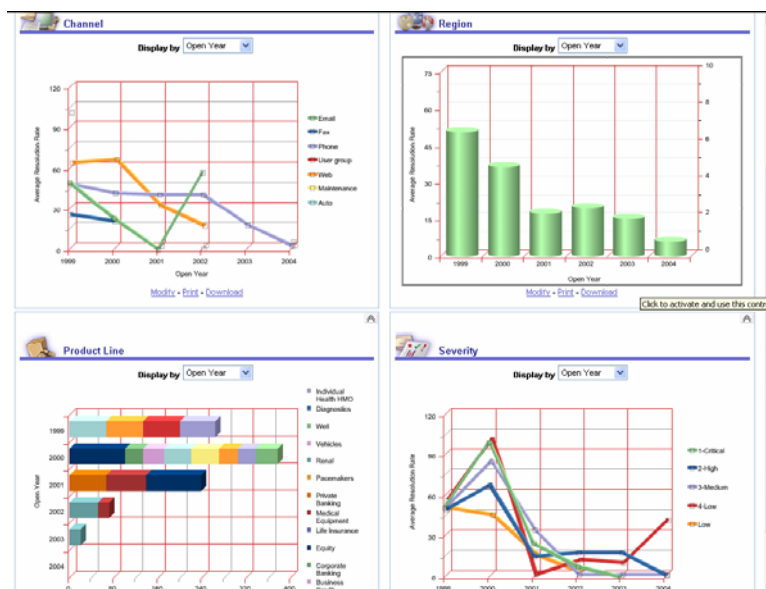 Channel
Display by Open Year
120
90
60
30
0
Average Resolution Rate
1999 2000 2001 2002 2003 2004
Open Year
Email
Fax
Phone
User group
Web
Maintenance
Auto
Modify - Print - Download
Region
Display by Open Year
75
60
45
30
15
0
Average Resolution Rate
10
8
6
4
2
0
1999 2000 2001 2002 2003 2004
Open Year
Modify - Print - Download
Click to activate and use this contr
Product Line
Display by Open Year
Open Year
1999
2000
2001
2002
2003
2004
0 80 160 240 320 400
Individual
Health HMO
Diagnostics
Well
Vehicles
Renal
Pacemakers
Private
Banking
Medical
Equipment
Life Insurance
Equity
Corporate
Banking
Business
Severity
Display by Open Year
120
90
60
30
0
Average Resolution Rate
1999 2000 2001 2002 2003 2004
1-Critical
2-High
3-Medium
4-Low
Low